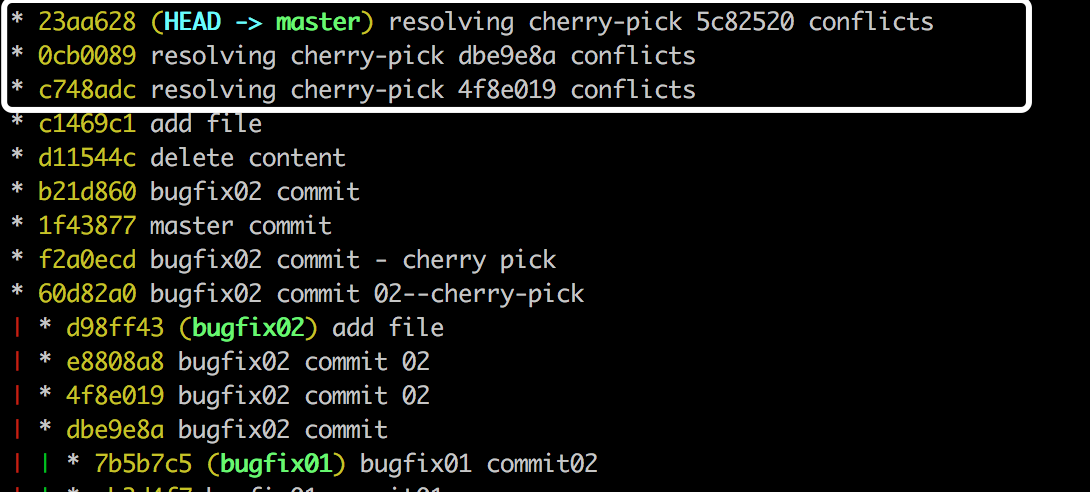 * 23aa628 (HEAD -> master) resolving cherry-pick 5c82520 conflicts
* 0cb0089 resolving cherry-pick dbe9e8a conflicts
* c748adc resolving cherry-pick 4f8e019 conflicts
* c1469c1 add file
* d11544c delete content
* b21d860 bugfix02 commit
* 1f43877 master commit
* f2a0ecd bugfix02 commit - cherry pick
* 60d82a0 bugfix02 commit 02--cherry-pick
| * d98ff43 (bugfix02) add file
| * e8808a8 bugfix02 commit 02
| * 4f8e019 bugfix02 commit 02
| * dbe9e8a bugfix02 commit
| | * 7b5b7c5 (bugfix01) bugfix01 commit02